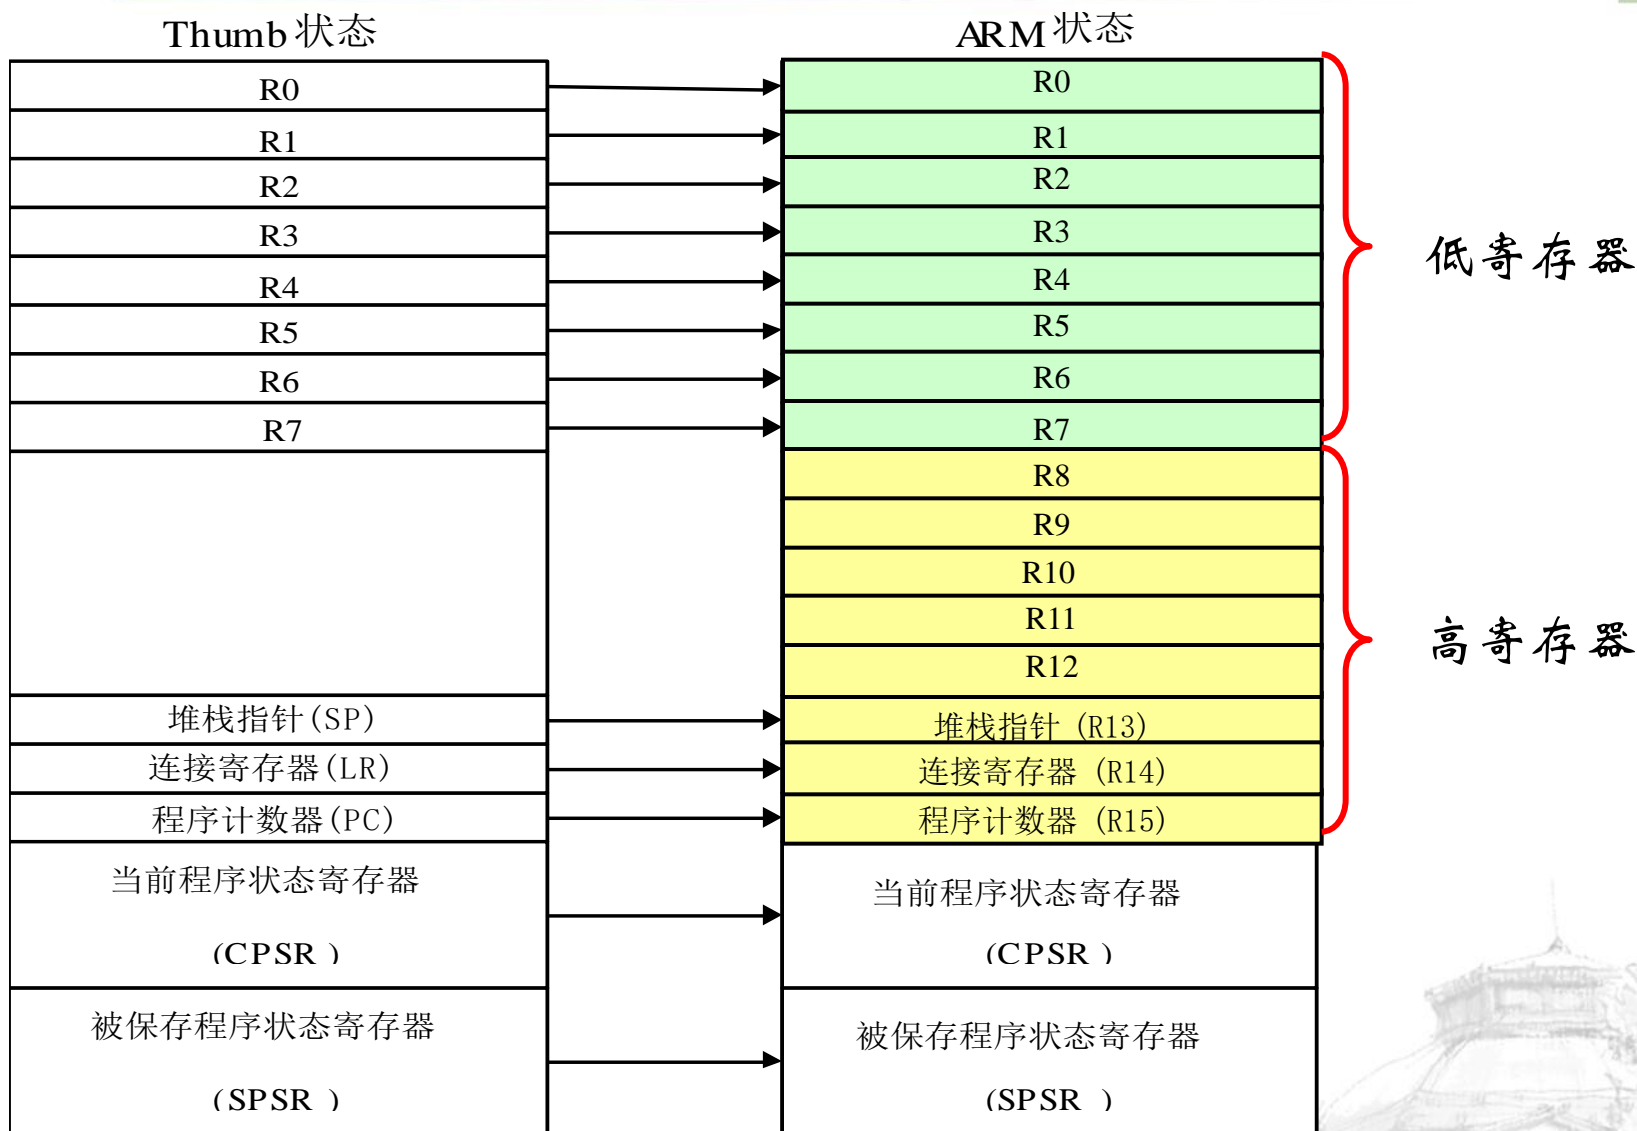 Thumb状态
ARM状态
R0
R0
R1
R1
R2
R2
R3
R3
低寄存器
R4
R4
R5
R5
R6
R6
R7
R7
R8
R9
R10
R11
高寄存器
R12
堆栈指针(SP)
堆栈指针 (R13)
连接寄存器(LR)
连接寄存器 (R14)
程序计数器(PC)
程序计数器 (R15)
当前程序状态寄存器
(CPSR )
当前程序状态寄存器
(CPSR )
被保存程序状态寄存器
(SPSR )
被保存程序状态寄存器
(SPSR )